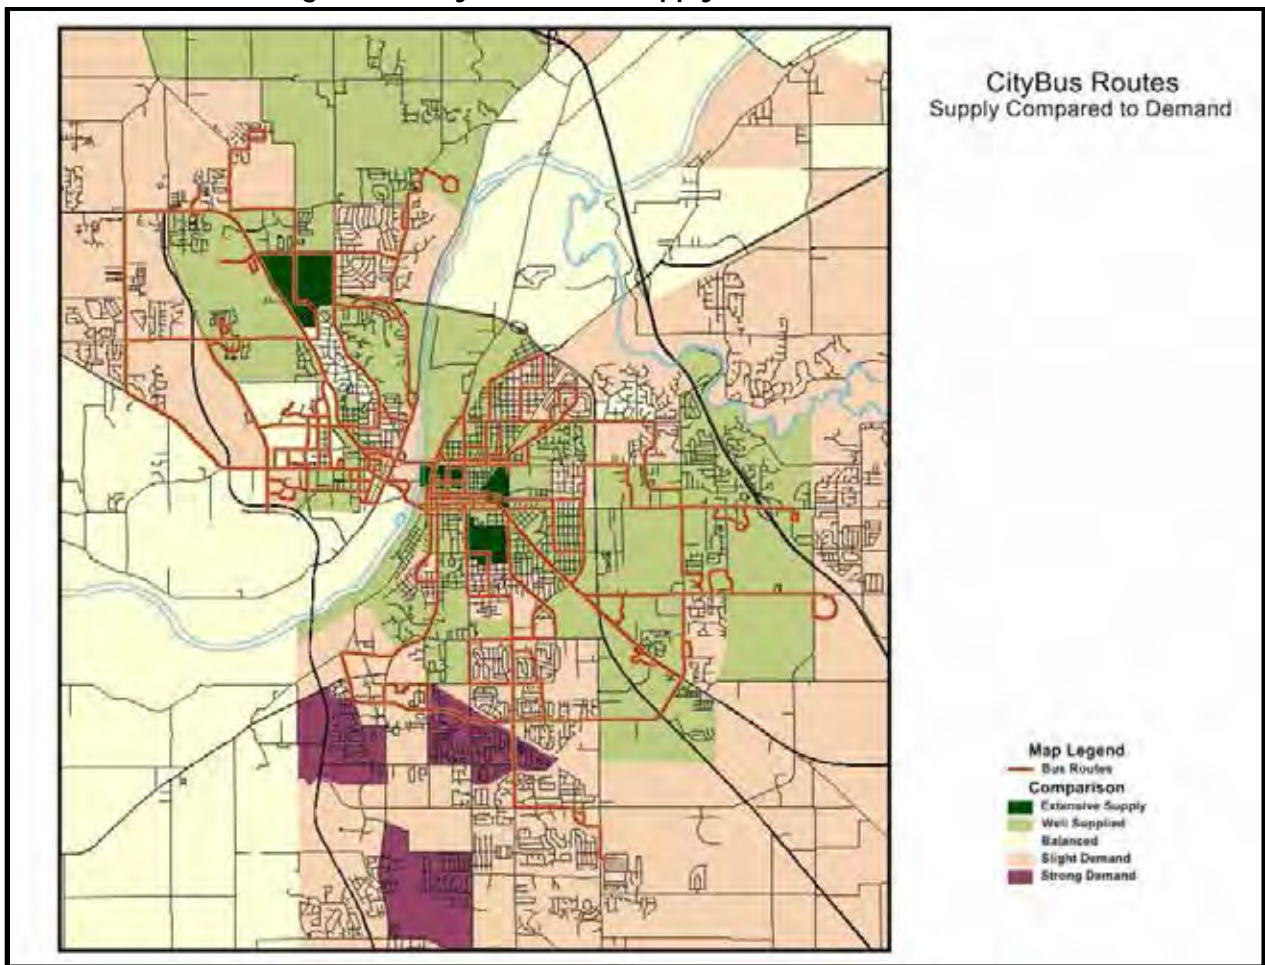 CityBus Routes
Supply Compared to Demand
Map Legend
Bus Routes
Comparison
Extensive Supply
Well Supplied
Balanced
Slight Demand
Strong Demand